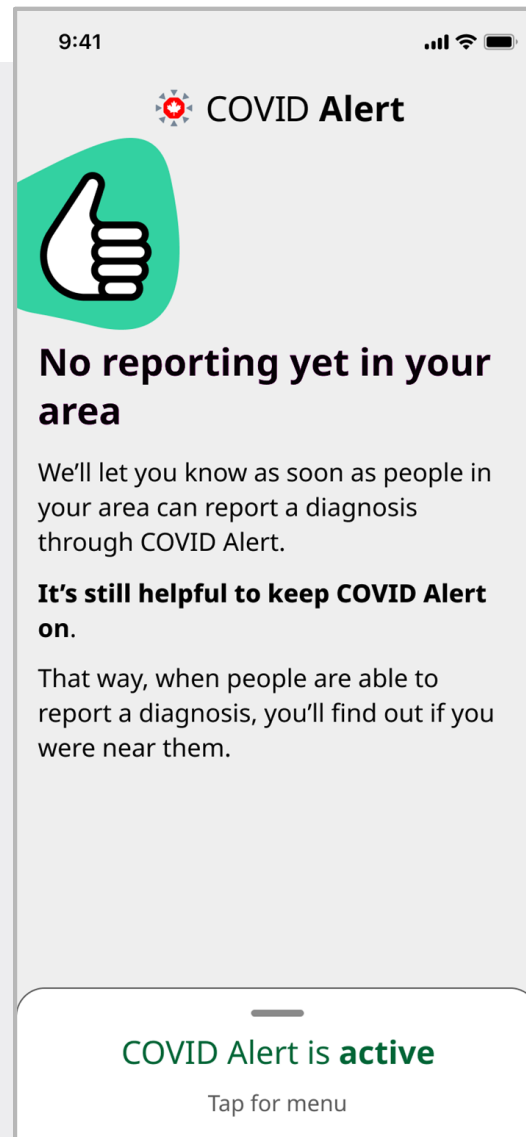 9:41
COVID Alert
No reporting yet in your
area
We’ll let you know as soon as people in
your area can report a diagnosis
through COVID Alert.
It’s still helpful to keep COVID Alert
on.
That way, when people are able to
report a diagnosis, you’ll find out if you
were near them.
COVID Alert is active
Tap for menu